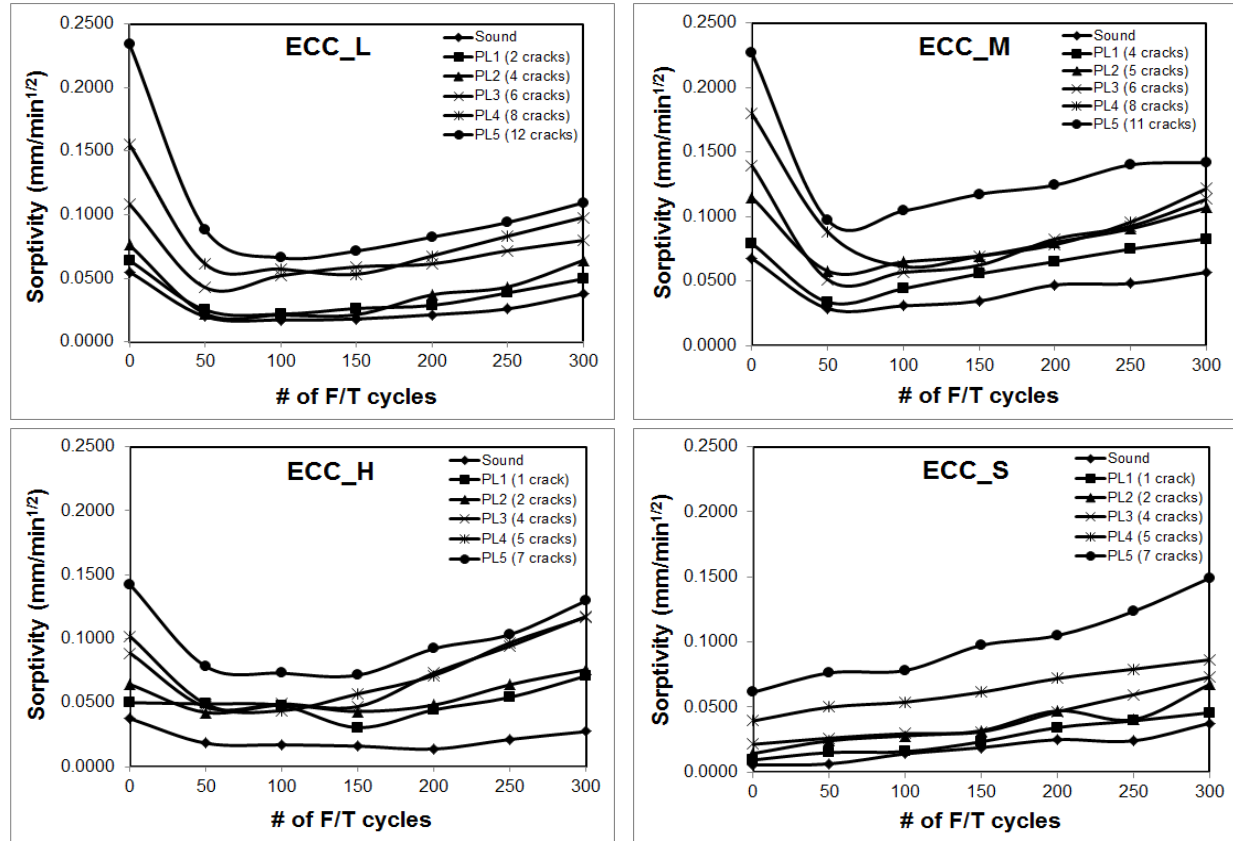 ECC_L
Sound
PL1 (2 cracks)
PL2 (4 cracks)
PL3 (6 cracks)
PL4 (8 cracks)
PL5 (12 cracks)
Sorptivity (mm/min1/2)
0.2500
0.2000
0.1500
0.1000
0.0500
0.0000
0 50 100 150 200 250 300
# of F/T cycles
ECC_M
Sound
PL1 (4 cracks)
PL2 (5 cracks)
PL3 (6 cracks)
PL4 (8 cracks)
PL5 (11 cracks)
Sorptivity (mm/min1/2)
0.2500
0.2000
0.1500
0.1000
0.0500
0.0000
0 50 100 150 200 250 300
# of F/T cycles
ECC_H
Sound
PL1 (1 crack)
PL2 (2 cracks)
PL3 (4 cracks)
PL4 (5 cracks)
PL5 (7 cracks)
Sorptivity (mm/min1/2)
0.2500
0.2000
0.1500
0.1000
0.0500
0.0000
0 50 100 150 200 250 300
# of F/T cycles
ECC_S
Sound
PL1 (1 crack)
PL2 (2 cracks)
PL3 (4 cracks)
PL4 (5 cracks)
PL5 (7 cracks)
Sorptivity (mm/min1/2)
0.2500
0.2000
0.1500
0.1000
0.0500
0.0000
0 50 100 150 200 250 300
# of F/T cycles